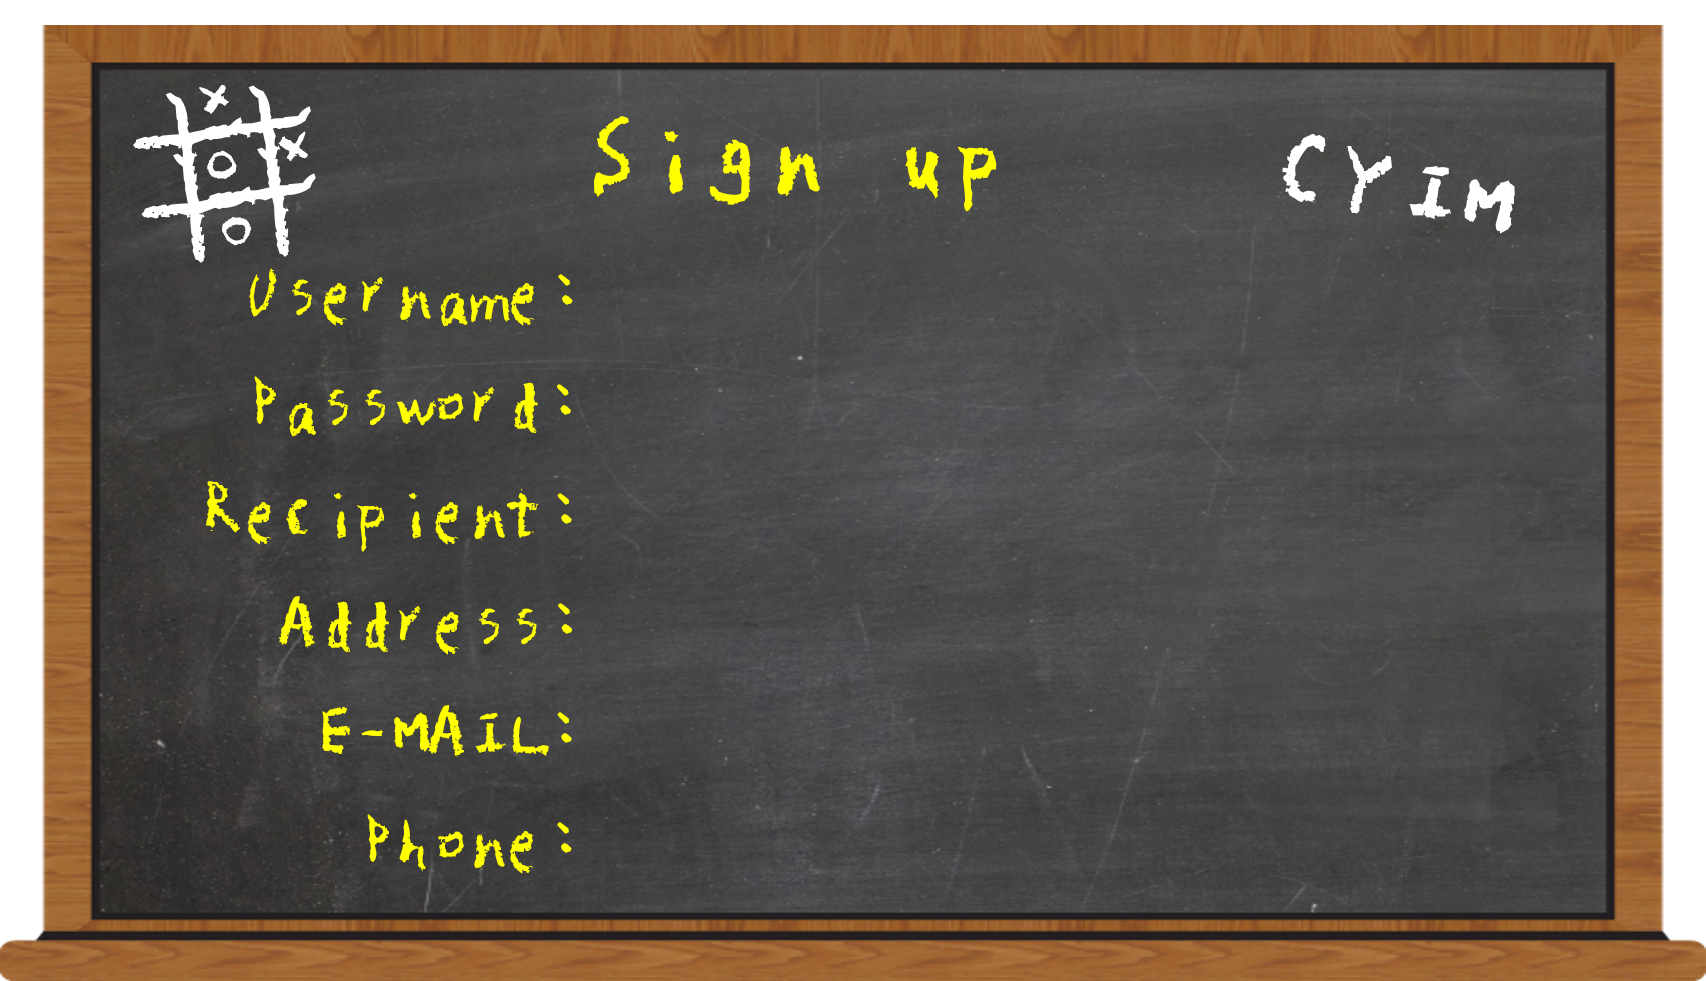 Sign up
CYIM
Username:
Password:
Recipient:
Address:
E-MAIL:
Phone: